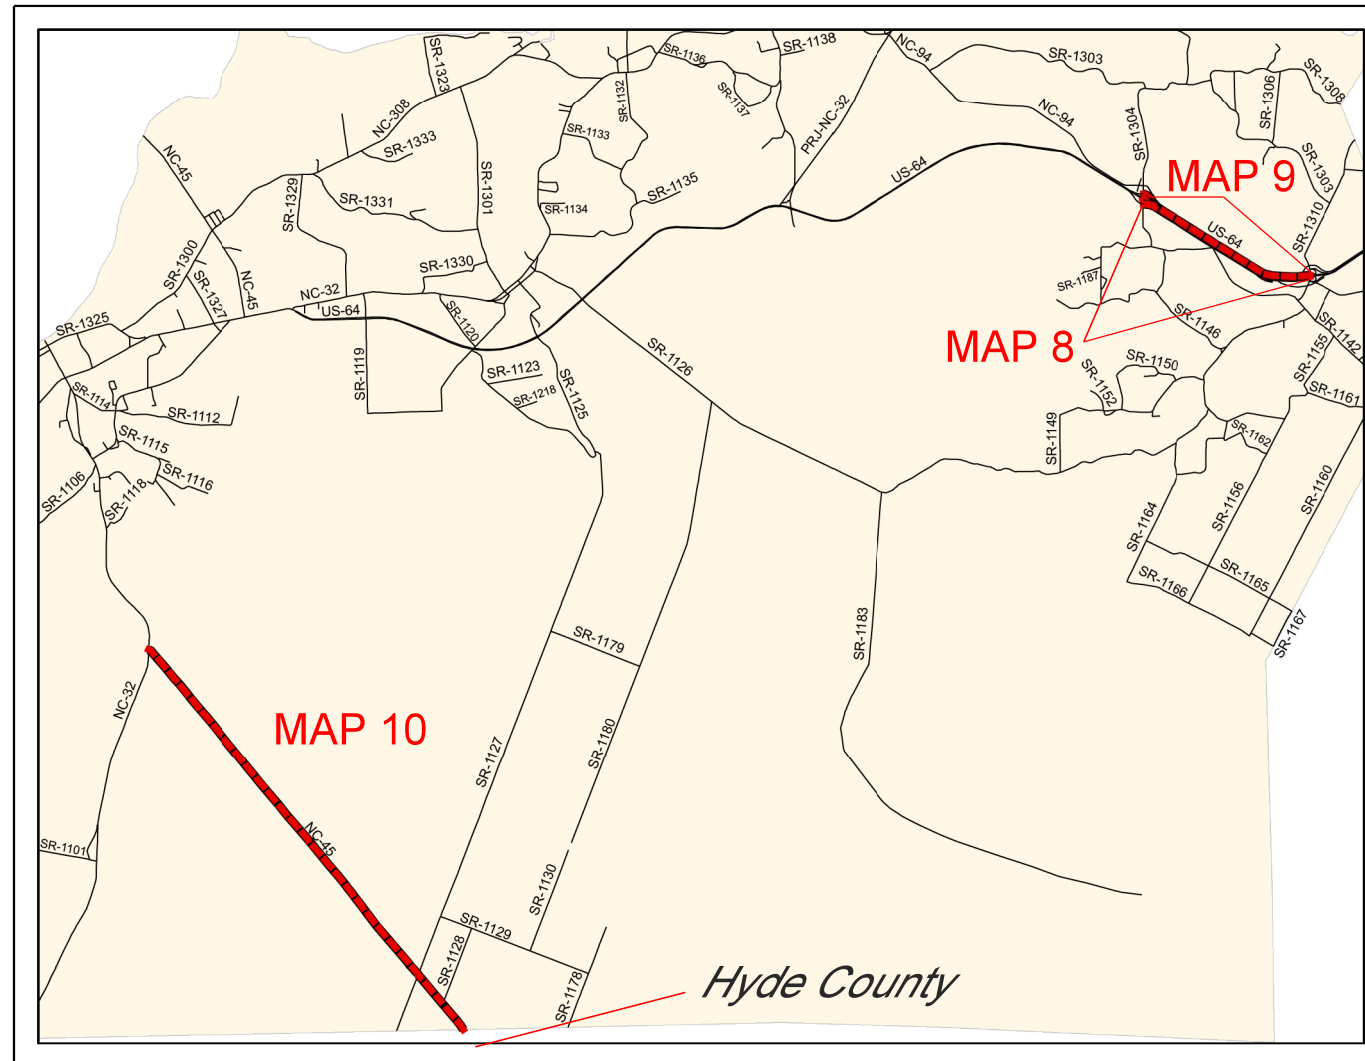 SR-1323
NC-308
SR-1333
NC-45
SR-1329
SR-1331
SR-1301
SR-1300
SR-1327
NC-45
SR-1330
NC-32
US-64
SR-1325
SR-1120
SR-1119
SR-1123
SR-1218
SR-1125
SR-1126
SR-1114
SR-1112
SR-1115
SR-1116
SR-1106
SR-1118
SR-1132
SR-1133
SR-1134
SR-1135
SR-1136
SR-1137
SR-1138
PRJ-NC-32
US-64
NC-94
NC-94
SR-1303
SR-1304
SR-1306
SR-1308
SR-1303
SR-1310
MAP 9
US-64
SR-1187
MAP 8
SR-1146
SR-1142
SR-1155
SR-1150
SR-1152
SR-1161
SR-1149
SR-1162
SR-1160
SR-1156
SR-1164
SR-1165
SR-1166
SR-1167
SR-1183
SR-1179
SR-1180
SR-1127
NC-32
MAP 10
NC-45
SR-1101
SR-1130
SR-1129
SR-1128
SR-1178
Hyde County